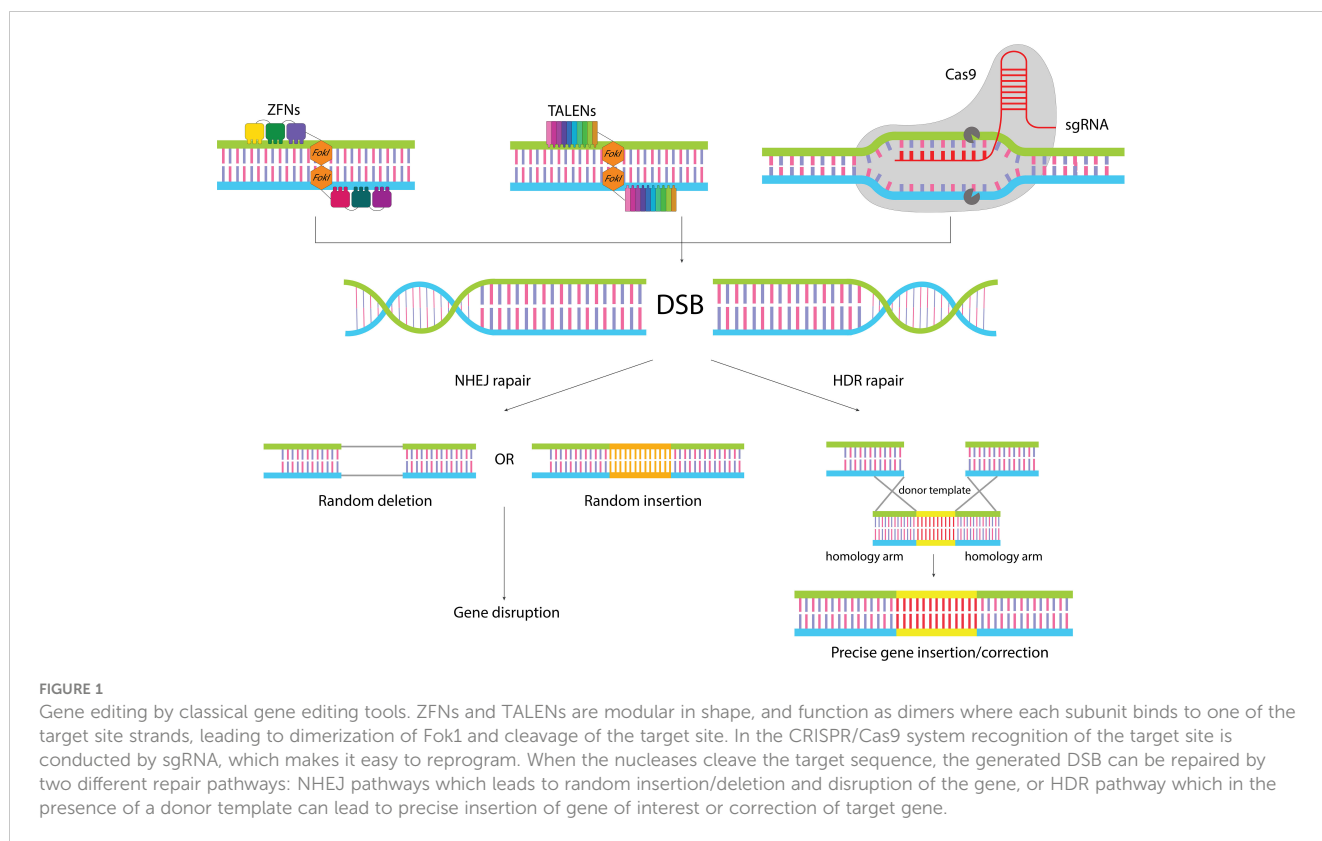 ZFNs
TALENs
Cas9
sgRNA
FokI
FokI
FokI
FokI
DSB
NHEJ rapair
HDR rapair
OR
Random deletion
Random insertion
donor template
homology arm
homology arm
Gene disruption
Precise gene insertion/correction
FIGURE 1
Gene editing by classical gene editing tools. ZFNs and TALENs are modular in shape, and function as dimers where each subunit binds to one of the
target site strands, leading to dimerization of Fok1 and cleavage of the target site. In the CRISPR/Cas9 system recognition of the target site is
conducted by sgRNA, which makes it easy to reprogram. When the nucleases cleave the target sequence, the generated DSB can be repaired by
two different repair pathways: NHEJ pathways which leads to random insertion/deletion and disruption of the gene, or HDR pathway which in the
presence of a donor template can lead to precise insertion of gene of interest or correction of target gene.